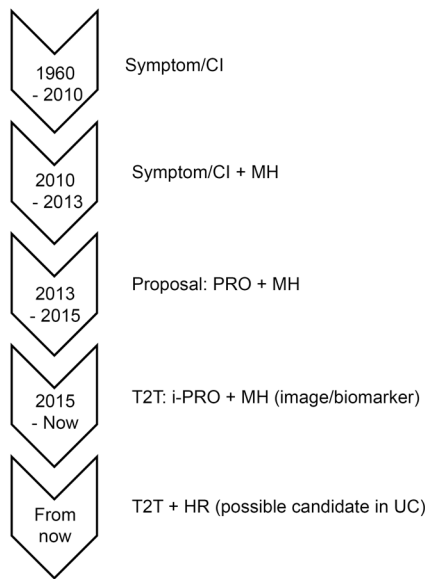 1960
- 2010
Symptom/CI
2010
- 2013
Symptom/CI + MH
2013
- 2015
Proposal: PRO + MH
2015
- Now
T2T: i-PRO + MH (image/biomarker)
From
now
T2T + HR (possible candidate in UC)